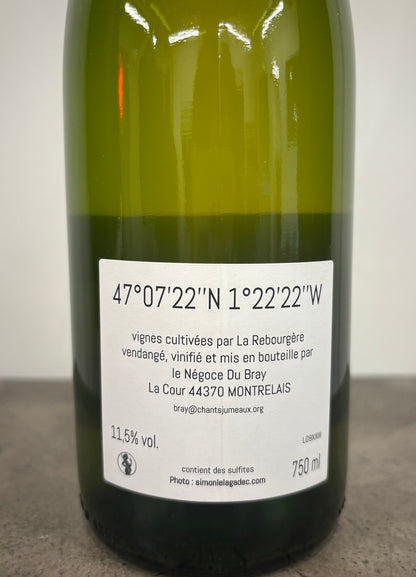 47°07'22''N 1°22'22''W
vignes cultivées par La Rebourgère
vendangé, vinifié et mis en bouteille par
le Négoce Du Bray
La Cour 44370 MONTRELAIS
bray@chantsjumeaux.org
11,5% vol.
750 ml
contient des sulfites
Photo : simonlelagadec.com